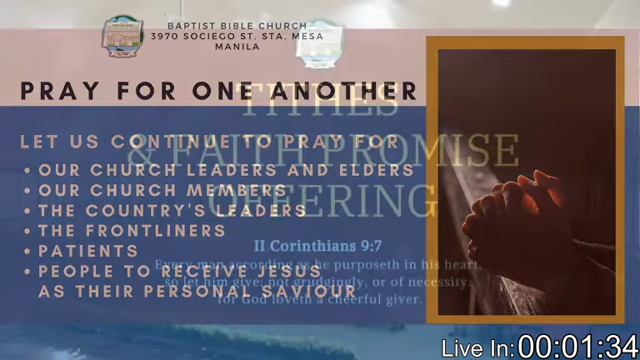 BAPTIST BIBLE CHURCH
3970 SOCIEGO ST. STA. MESA
MANILA
PRAY FOR ONE ANOTHER
TITHES
& FAITH PROMISE
OFFERING
LET US CONTINUE TO PRAY FOR
• OUR CHURCH LEADERS AND ELDERS
• OUR CHURCH MEMBERS
• THE COUNTRY'S LEADERS
• THE FRONTLINERS
• PATIENTS
• PEOPLE TO RECEIVE JESUS
AS THEIR PERSONAL SAVIOUR
II Corinthians 9:7
Every man according as he purposeth in his heart,
so let him give; not grudgingly, or of necessity:
for God loveth a cheerful giver.
Live In: 00:01:34